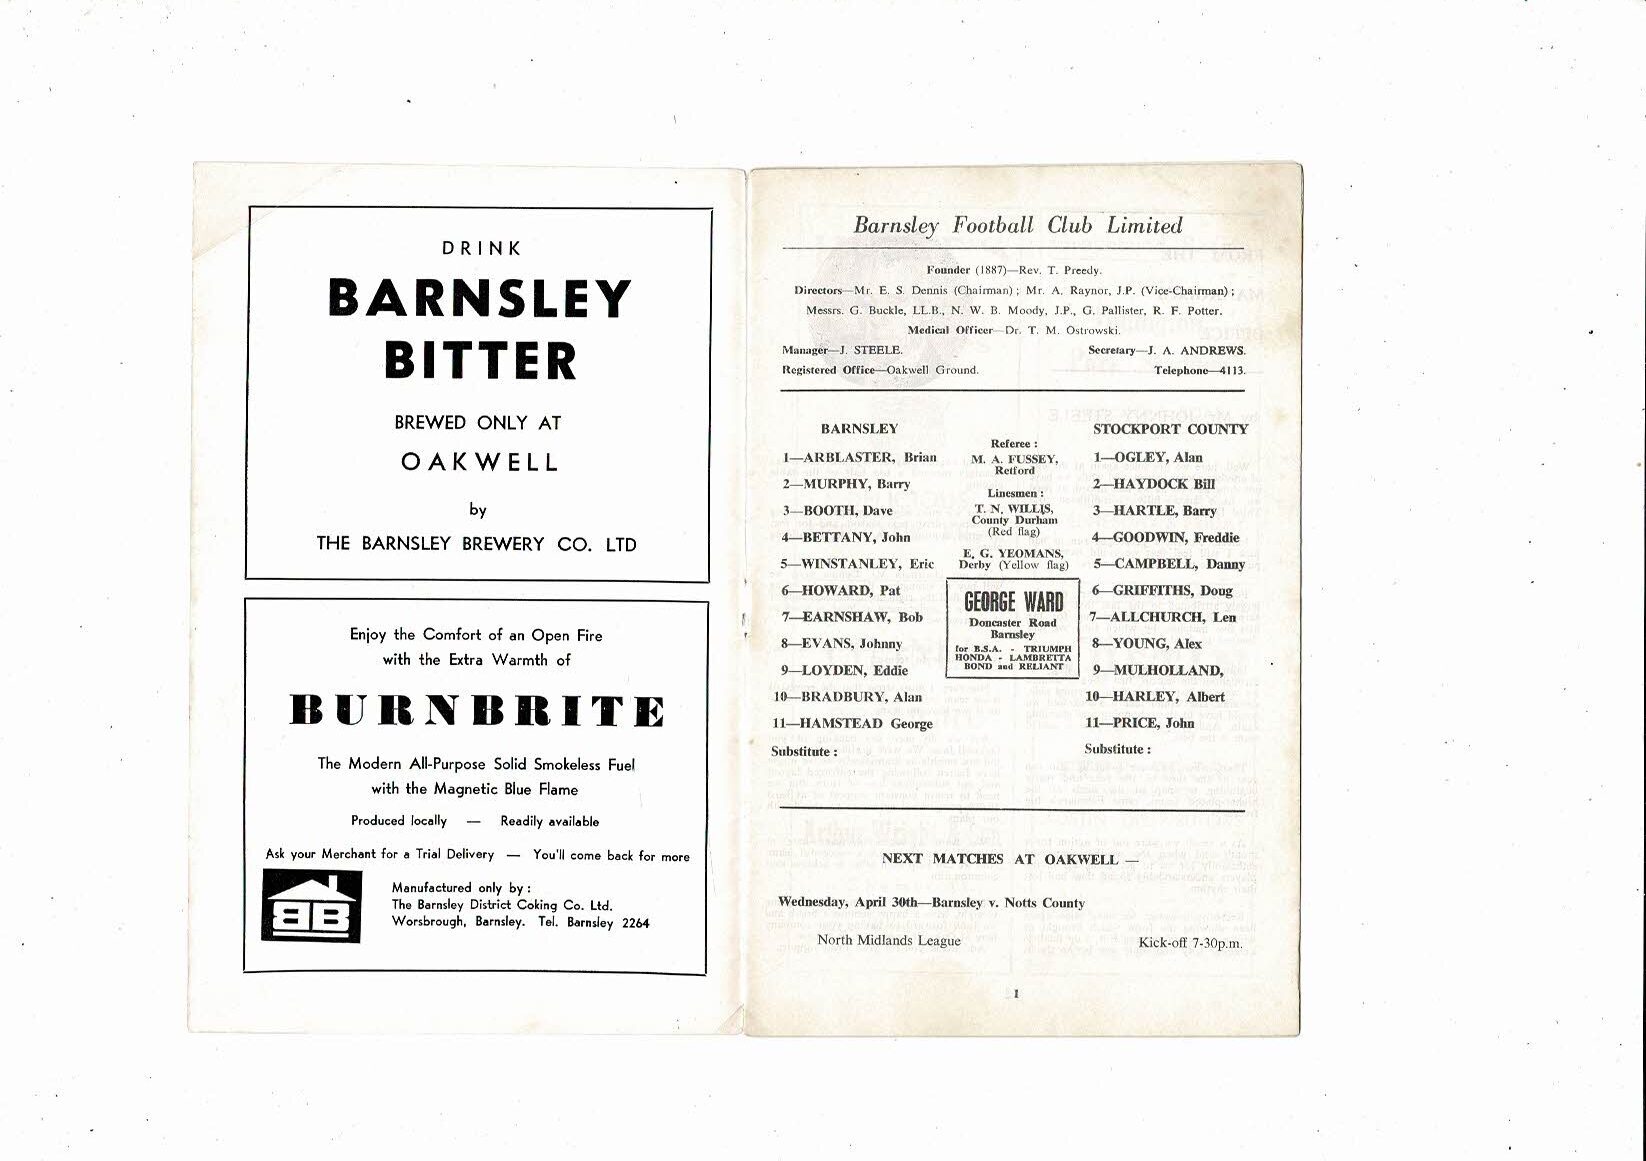 DRINK
BARNSLEY
BITTER
BREWED ONLY AT
OAKWELL
by
THE BARNSLEY BREWERY CO. LTD
Enjoy the Comfort of an Open Fire
with the Extra Warmth of
BURNBRITE
The Modern All-Purpose Solid Smokeless Fuel
with the Magnetic Blue Flame
Produced locally — Readily available
Ask your Merchant for a Trial Delivery — You'll come back for more
BB
Manufactured only by :
The Barnsley District Coking Co. Ltd.
Worsbrough, Barnsley. Tel. Barnsley 2264
Barnsley Football Club Limited
Founder (1887)—Rev. T. Preedy.
Directors—Mr. E. S. Dennis (Chairman) ; Mr. A. Raynor, J.P. (Vice-Chairman) ;
Messrs. G. Buckle, LL.B., N. W. B. Moody, J.P., G. Pallister, R. F. Potter.
Medical Officer—Dr. T. M. Ostrowski.
Manager—J. STEELE. Secretary—J. A. ANDREWS.
Registered Office—Oakwell Ground. Telephone—4113.
BARNSLEY
1—ARBLASTER, Brian
2—MURPHY, Barry
3—BOOTH, Dave
4—BETTANY, John
5—WINSTANLEY, Eric
6—HOWARD, Pat
7—EARNSHAW, Bob
8—EVANS, Johnny
9—LOYDEN, Eddie
10—BRADBURY, Alan
11—HAMSTEAD George
Substitute :
Referee :
M. A. FUSSEY,
Retford
Linesmen :
T. N. WILLIS,
County Durham
(Red flag)
E. G. YEOMANS,
Derby (Yellow flag)
GEORGE WARD
Doncaster Road
Barnsley
for B.S.A. - TRIUMPH
HONDA - LAMBRETTA
BOND and RELIANT
STOCKPORT COUNTY
1—OGLEY, Alan
2—HAYDOCK Bill
3—HARTLE, Barry
4—GOODWIN, Freddie
5—CAMPBELL, Danny
6—GRIFFITHS, Doug
7—ALLCHURCH, Len
8—YOUNG, Alex
9—MULHOLLAND,
10—HARLEY, Albert
11—PRICE, John
Substitute :
NEXT MATCHES AT OAKWELL —
Wednesday, April 30th—Barnsley v. Notts County
North Midlands League Kick-off 7-30p.m.
1